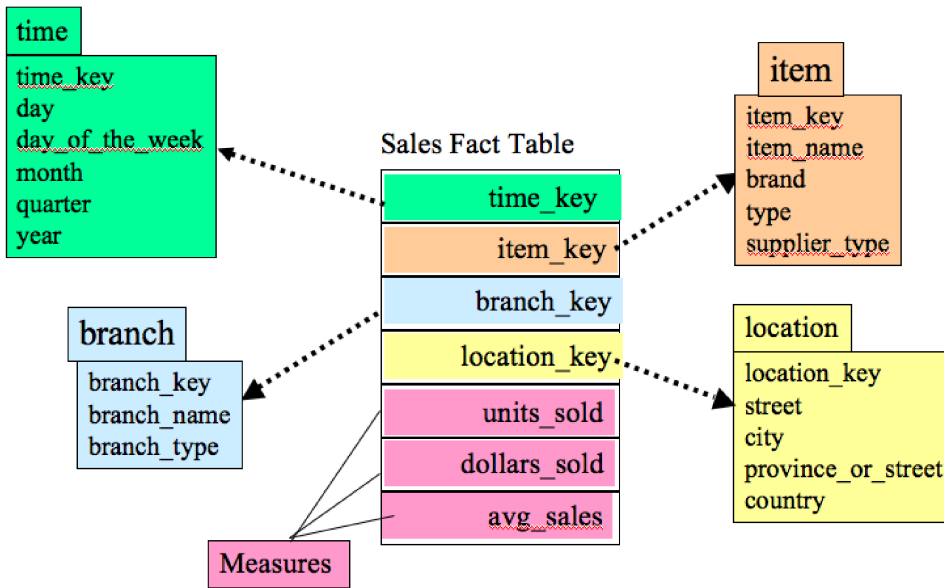 time
time_key
day
day_of_the_week
month
quarter
year
item
item_key
item_name
brand
type
supplier_type
Sales Fact Table
time_key
item_key
branch_key
location_key
units_sold
dollars_sold
avg_sales
Measures
branch
branch_key
branch_name
branch_type
location
location_key
street
city
province_or_street
country